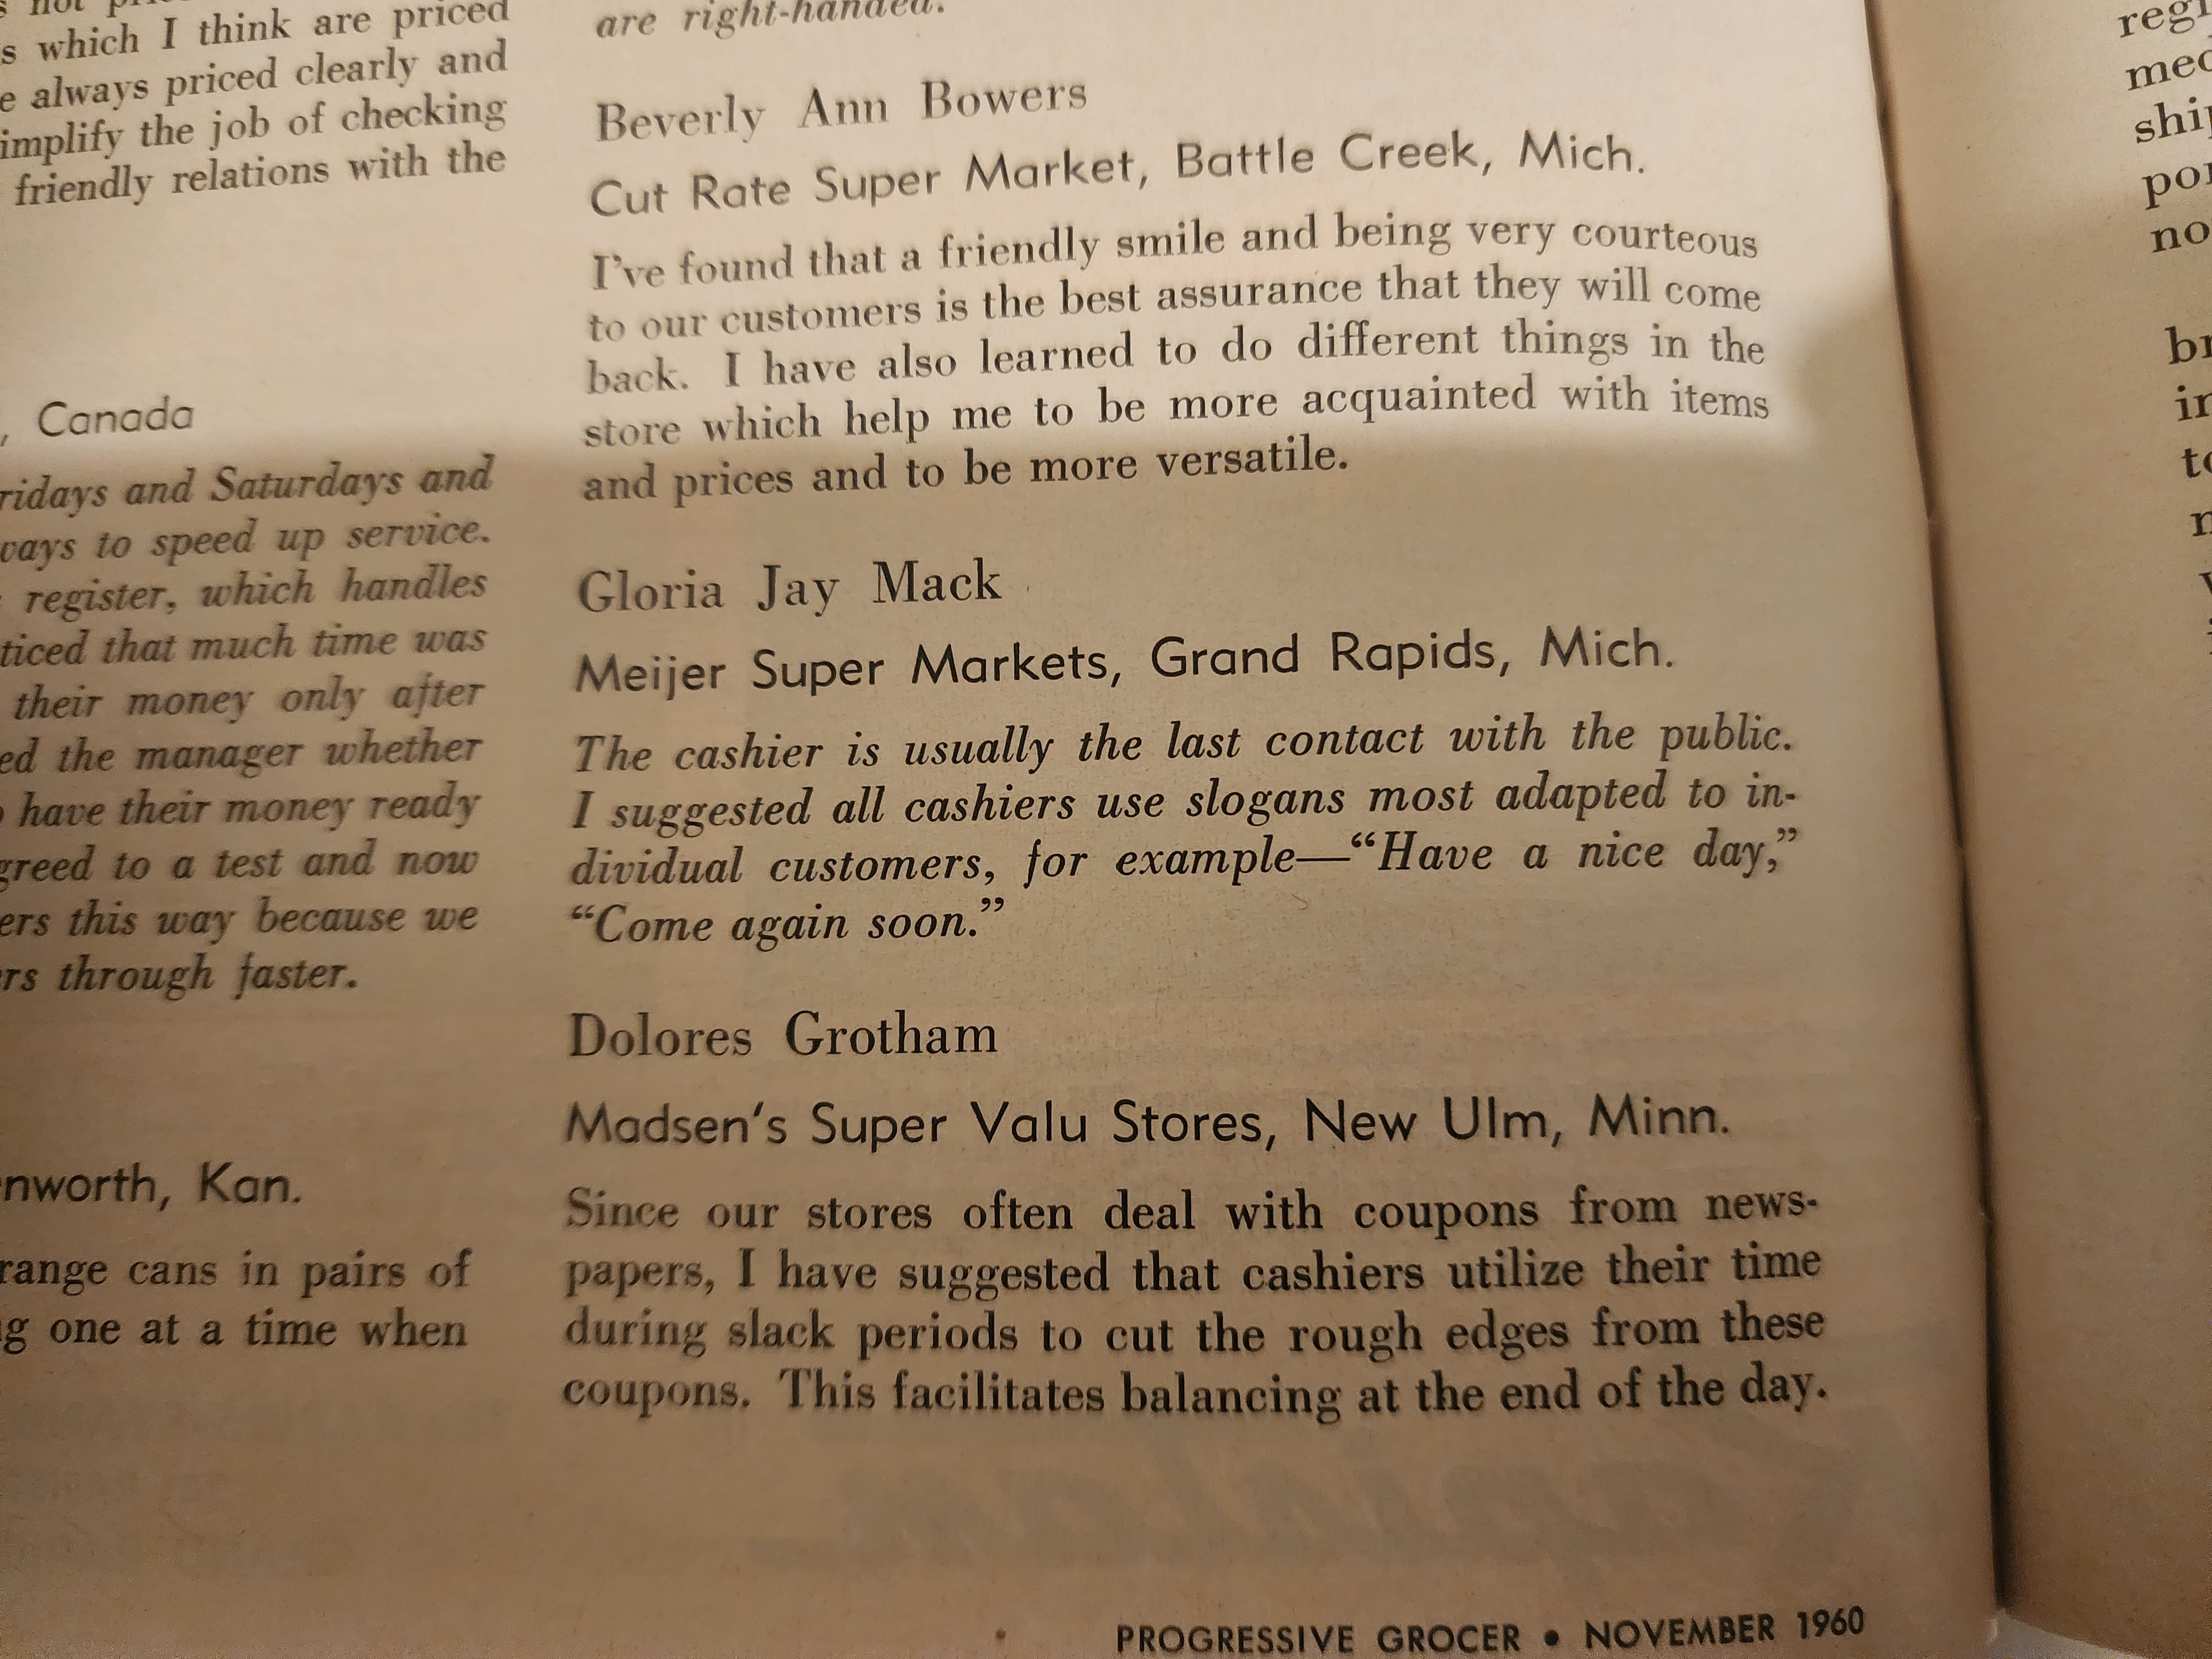 which I think are priced
always priced clearly and
the job of checking
friendly relations with the
, Canada
and Saturdays and
to speed up service.
register, which handles
that much time was
their money only after
the manager whether
have their money ready
to a test and now
this way because we
through faster.
Kan.
cans in pairs of
one at a time when
are right-handed.
Beverly Ann Bowers
Cut Rate Super Market, Battle Creek, Mich.
I've found that a friendly smile and being very courteous
to our customers is the best assurance that they will come
back. I have also learned to do different things in the
store which help me to be more acquainted with items
and prices and to be more versatile.
Gloria Jay Mack
Meijer Super Markets, Grand Rapids, Mich.
The cashier is usually the last contact with the public.
I suggested all cashiers use slogans most adapted to in-
dividual customers, for example—“Have a nice day,”
“Come again soon.”
Dolores Grotham
Madsen's Super Valu Stores, New Ulm, Minn.
Since our stores often deal with coupons from news-
papers, I have suggested that cashiers utilize their time
during slack periods to cut the rough edges from these
coupons. This facilitates balancing at the end of the day.
PROGRESSIVE GROCER • NOVEMBER 1960